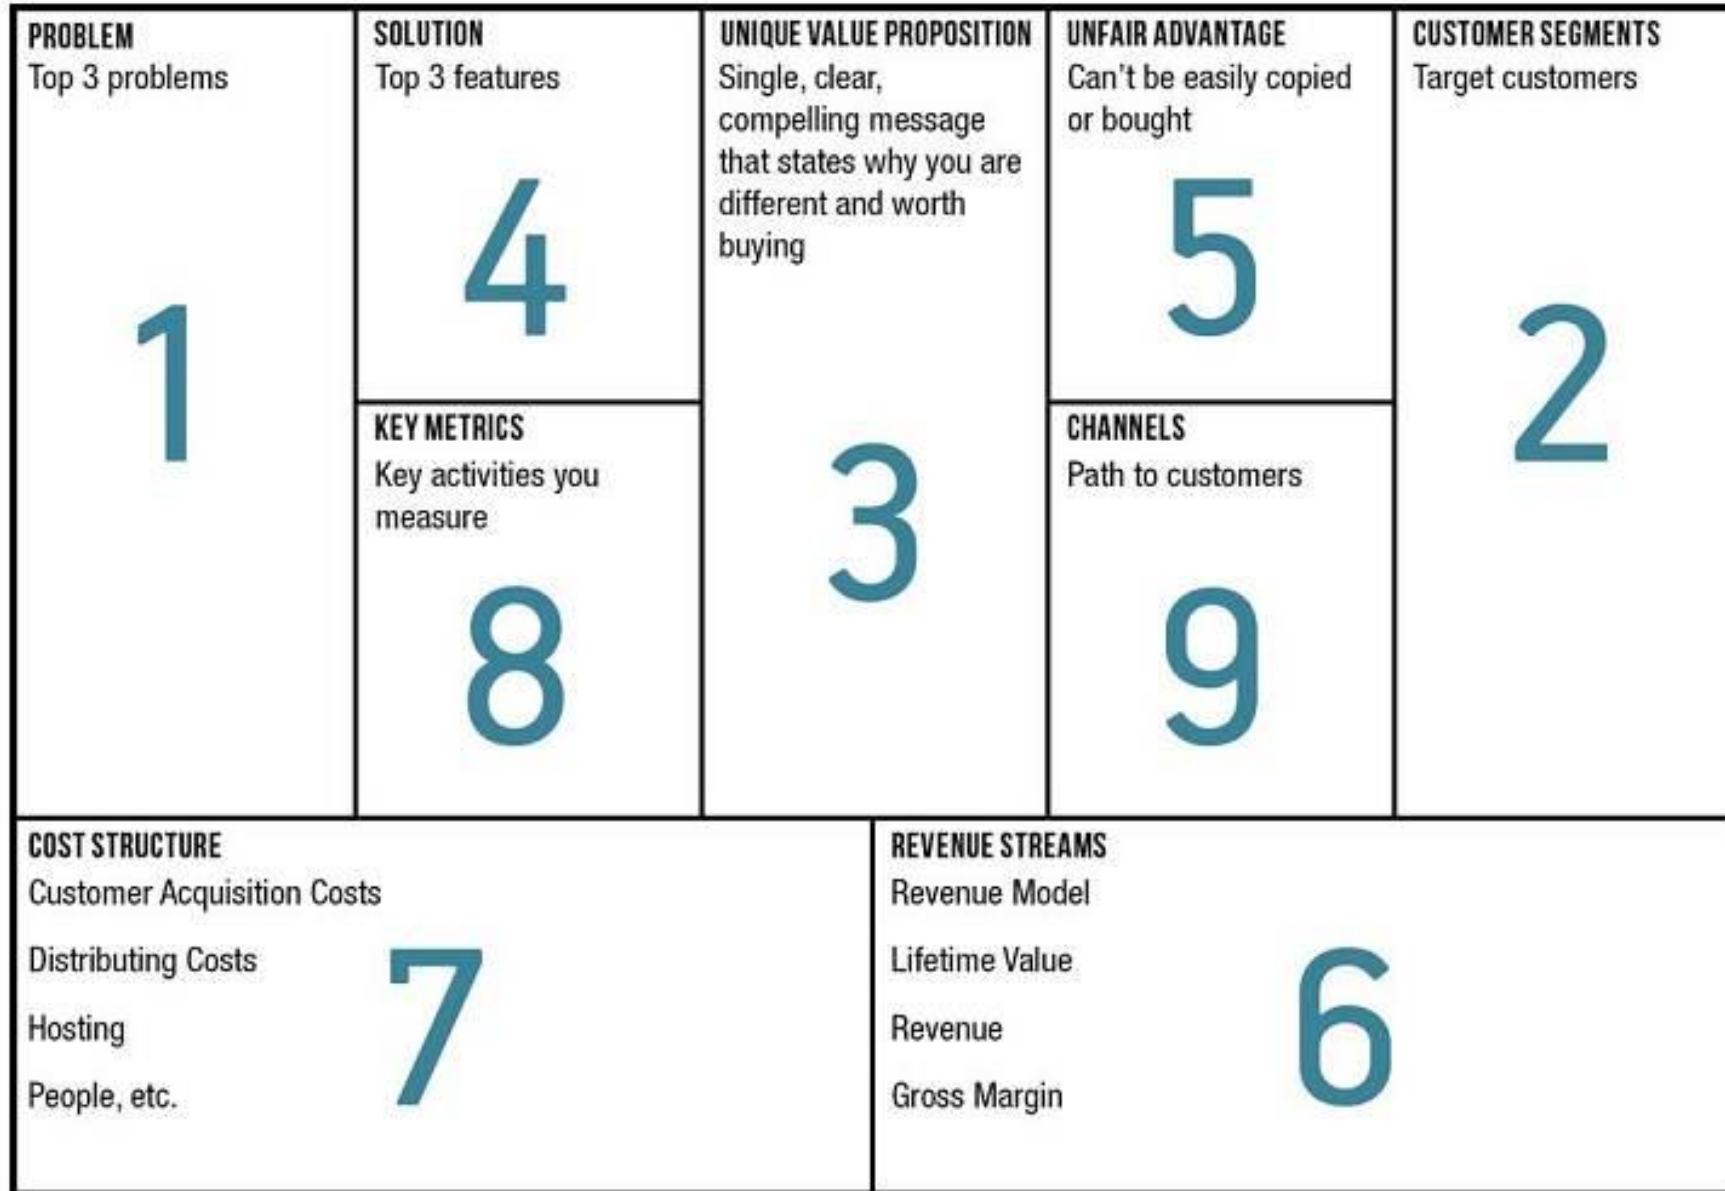 PROBLEM
Top 3 problems
1
SOLUTION
Top 3 features
4
KEY METRICS
Key activities you
measure
8
UNIQUE VALUE PROPOSITION
Single, clear,
compelling message
that states why you are
different and worth
buying
3
UNFAIR ADVANTAGE
Can't be easily copied
or bought
5
CHANNELS
Path to customers
9
CUSTOMER SEGMENTS
Target customers
2
COST STRUCTURE
Customer Acquisition Costs
Distributing Costs
Hosting
People, etc.
7
REVENUE STREAMS
Revenue Model
Lifetime Value
Revenue
Gross Margin
6